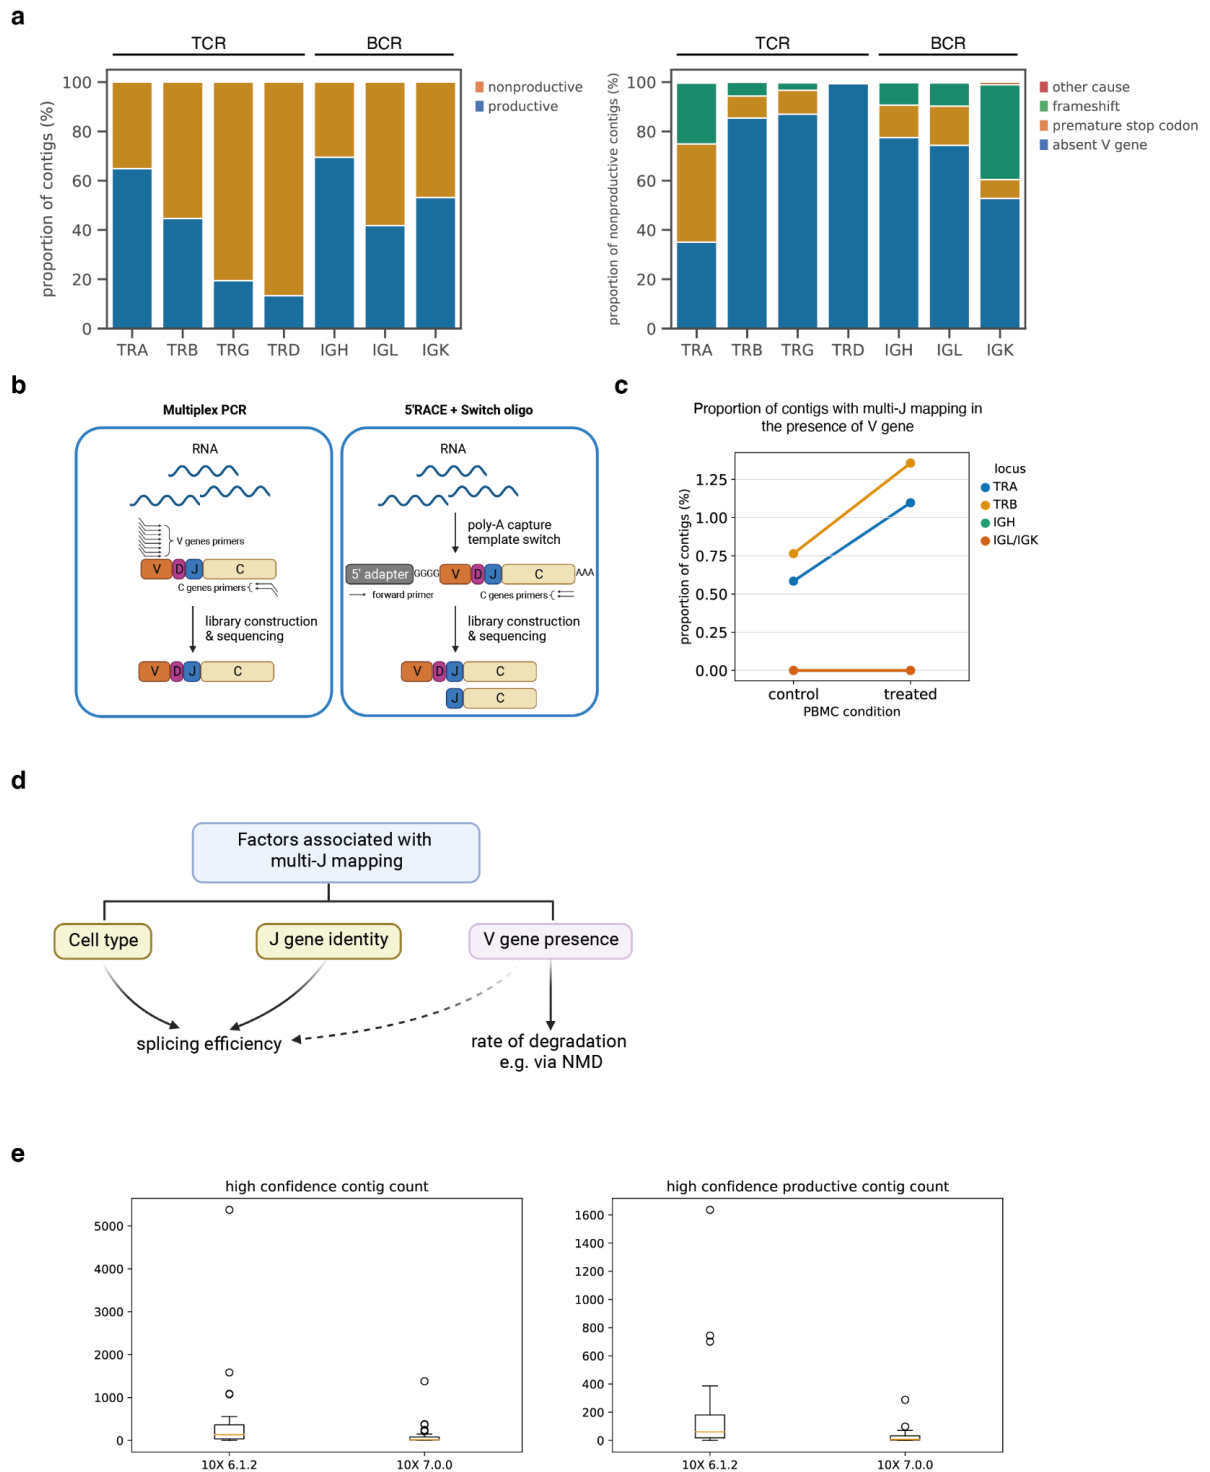 a
TCR
BCR
100
80
60
40
20
0
proportion of contigs (%)
TRA
TRB
TRG
TRD
IGH
IGL
IGK
nonproductive
productive
TCR
BCR
100
80
60
40
20
0
proportion of nonproductive contigs (%)
TRA
TRB
TRG
TRD
IGH
IGL
IGK
other cause
frameshift
premature stop codon
absent V gene
b
Multiplex PCR
RNA
V genes primers
V D J C
C genes primers
library construction
& sequencing
V D J C
5'RACE + Switch oligo
RNA
poly-A capture
template switch
5' adapter GGGG V D J C AAA
forward primer
C genes primers
library construction
& sequencing
V D J C
J C
c
Proportion of contigs with multi-J mapping in
the presence of V gene
1.25
1.00
0.75
0.50
0.25
0.00
proportion of contigs (%)
control
treated
PBMC condition
locus
TRA
TRB
IGH
IGL/IGK
d
Factors associated with
multi-J mapping
Cell type
J gene identity
V gene presence
splicing efficiency
rate of degradation
e.g. via NMD
e
high confidence contig count
5000
4000
3000
2000
1000
0
10X 6.1.2
10X 7.0.0
high confidence productive contig count
1600
1400
1200
1000
800
600
400
200
0
10X 6.1.2
10X 7.0.0